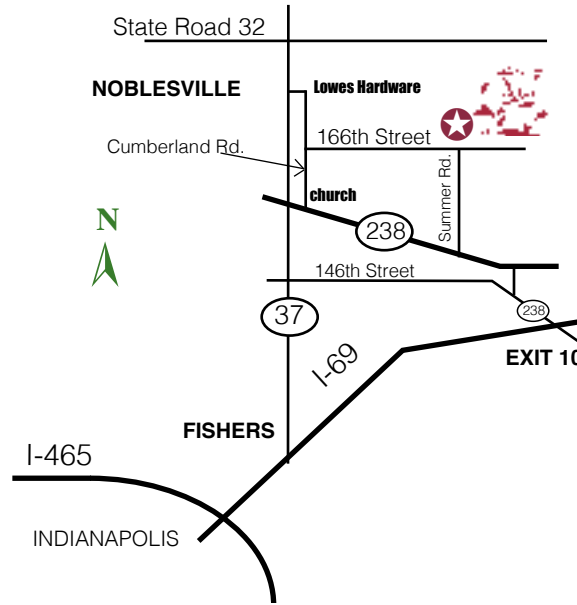 State Road 32
NOBLESVILLE
Lowes Hardware
166th Street
Cumberland Rd.
Summer Rd.
church
N
238
146th Street
37
238
I-69
EXIT 10
FISHERS
I-465
INDIANAPOLIS